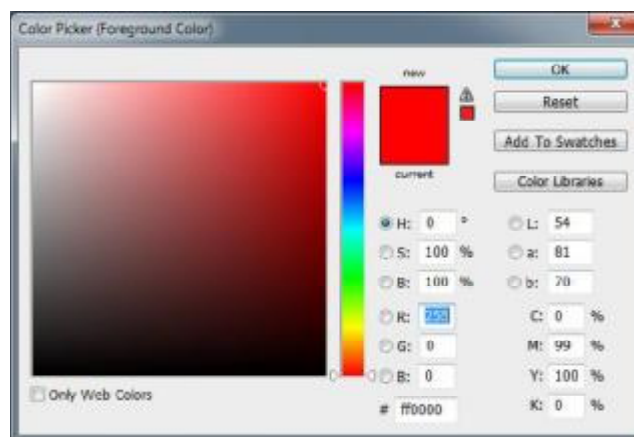 Color Picker (Foreground Color)
new
current
OK
Reset
Add To Swatches
Color Libraries
H: 0 °
S: 100 %
B: 100 %
R: 255
G: 0
B: 0
# ff0000
L: 54
a: 81
b: 70
C: 0 %
M: 99 %
Y: 100 %
K: 0 %
Only Web Colors